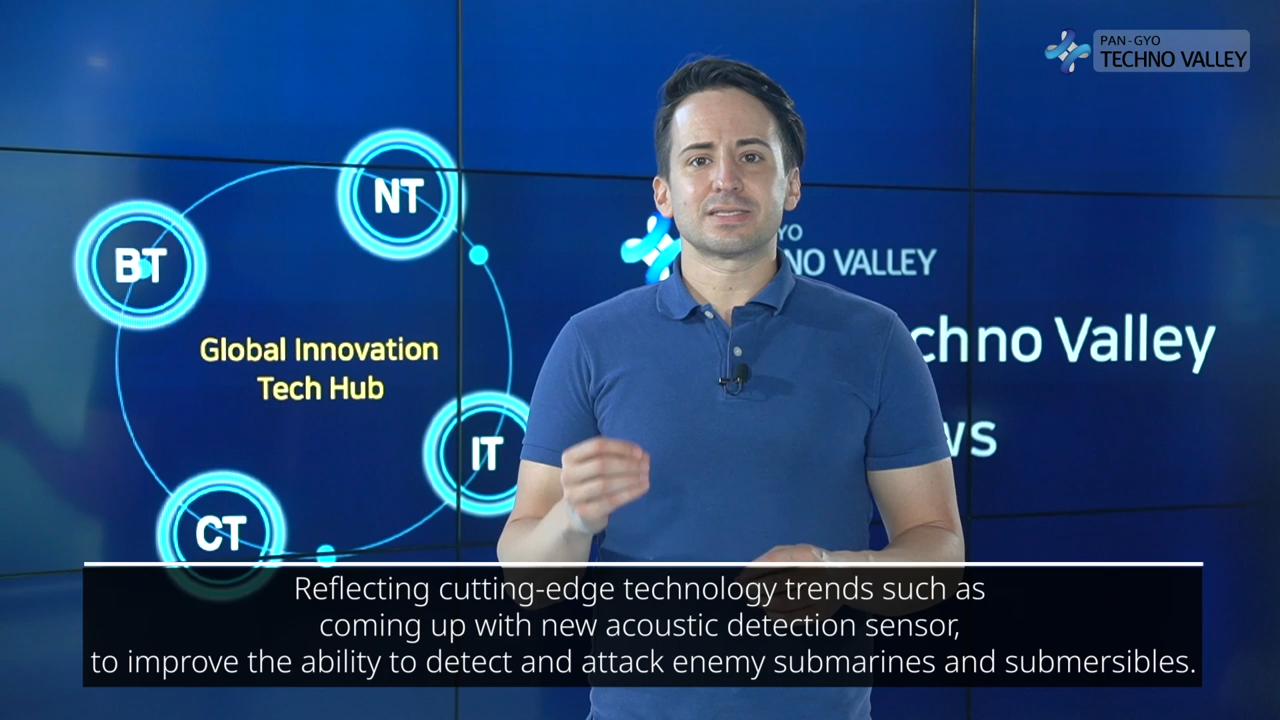 PAN-GYO
TECHNO VALLEY
NT
BT
YO
NO VALLEY
Global Innovation
Tech Hub
chno Valley
IT
ws
CT
Reflecting cutting-edge technology trends such as
coming up with new acoustic detection sensor,
to improve the ability to detect and attack enemy submarines and submersibles.